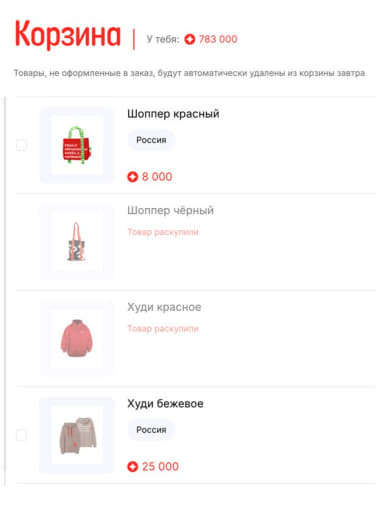 Корзина
У тебя: 783 000
Товары, не оформленные в заказ, будут автоматически удалены из корзины завтра
Шоппер красный
Россия
8 000
Шоппер чёрный
Товар раскупили
Худи красное
Товар раскупили
Худи бежевое
Россия
25 000